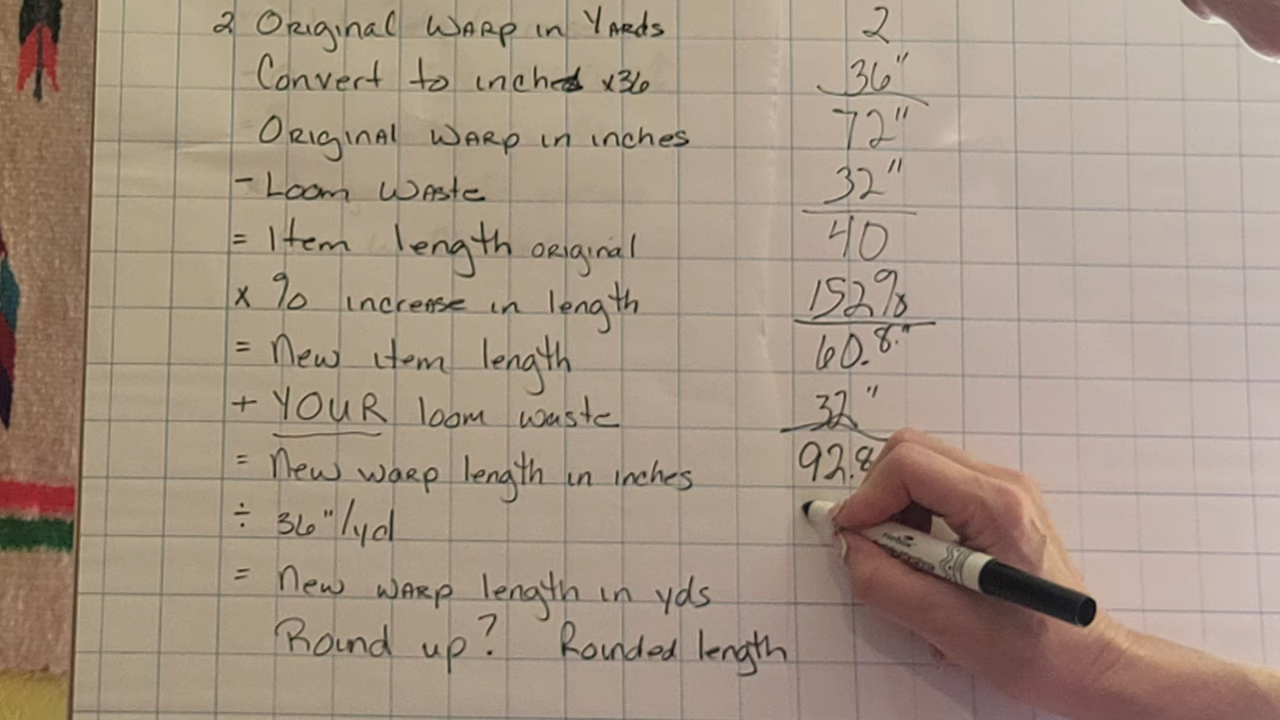 2 Original WARP in YARds 2
Convert to inches x36 36"
ORiginAl WARP in inches 72"
- Loom WAste 32"
= Item length original 40
x % increase in length 152%
= New item length 60.8"
+ YOUR loom waste 32"
= New warp length in inches 92.8
÷ 36"/yd
= New WARP length in yds
Round up? Rounded length